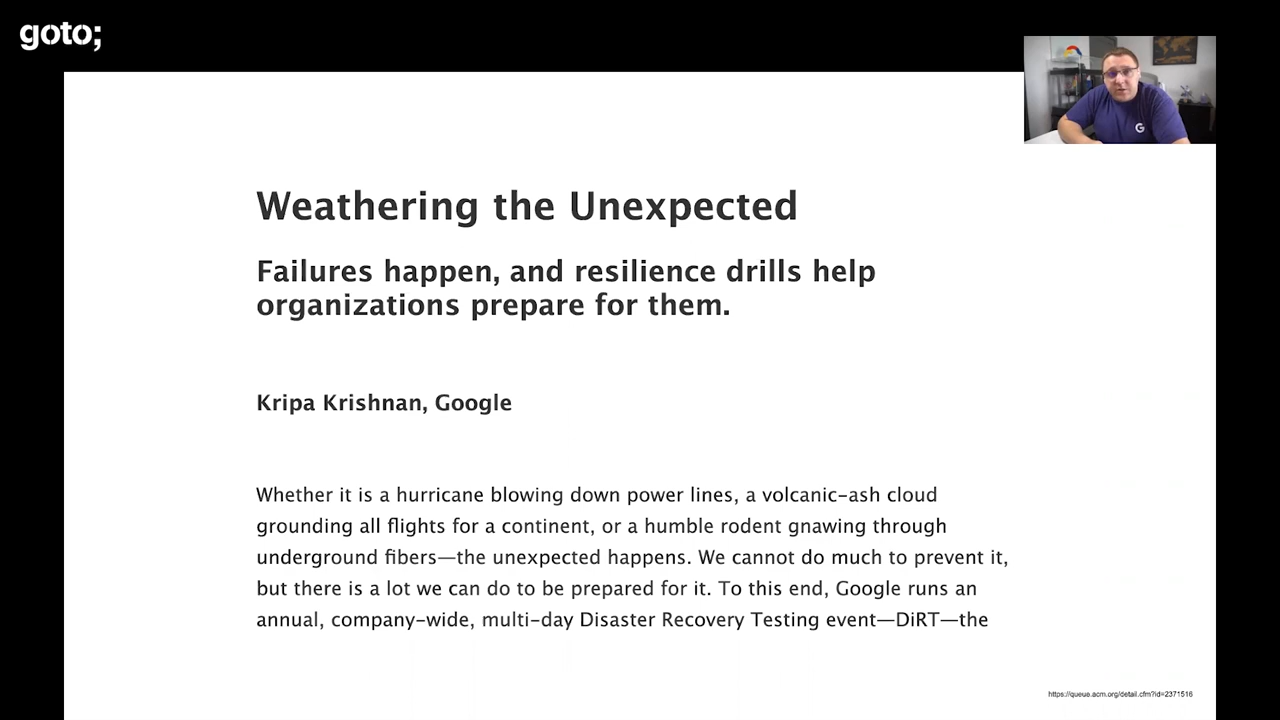 goto;
G
Weathering the Unexpected
Failures happen, and resilience drills help
organizations prepare for them.
Kripa Krishnan, Google
Whether it is a hurricane blowing down power lines, a volcanic-ash cloud
grounding all flights for a continent, or a humble rodent gnawing through
underground fibers—the unexpected happens. We cannot do much to prevent it,
but there is a lot we can do to be prepared for it. To this end, Google runs an
annual, company-wide, multi-day Disaster Recovery Testing event—DiRT—the
https://queue.acm.org/detail.cfm?id=2371516